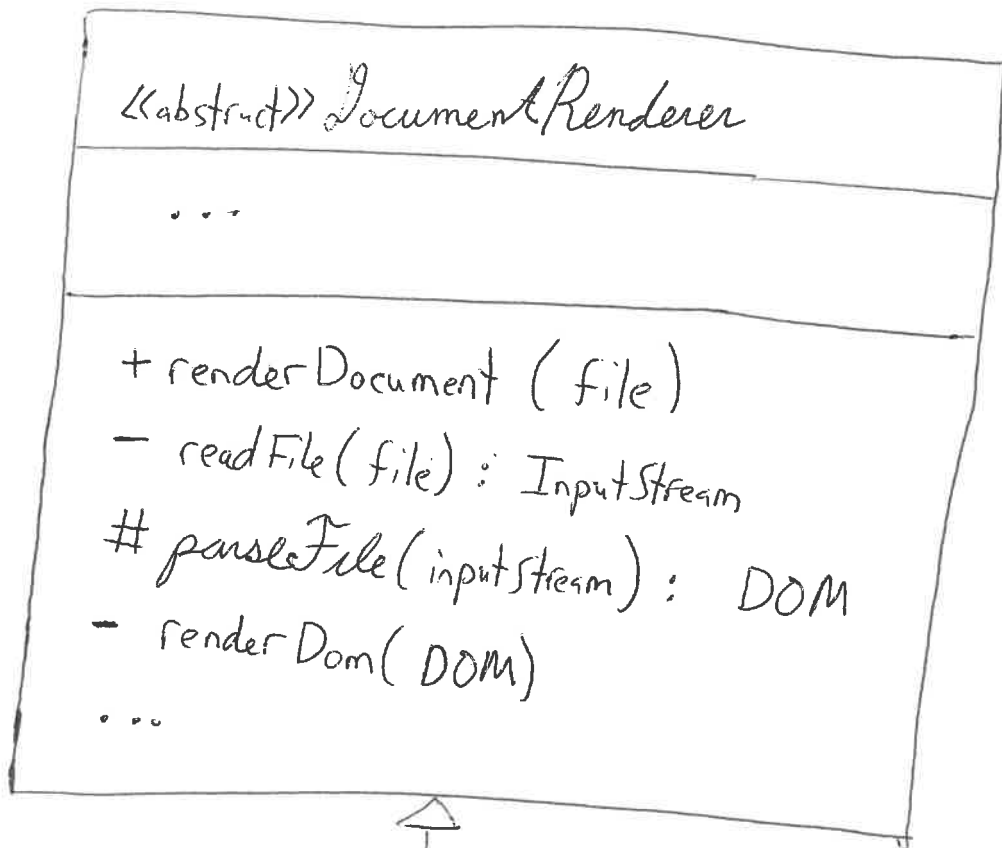 <<abstract>> DocumentRenderer
...
+ renderDocument (file)
- readFile(file) : InputStream
# parseFile(inputStream) : DOM
- renderDom(DOM)
...